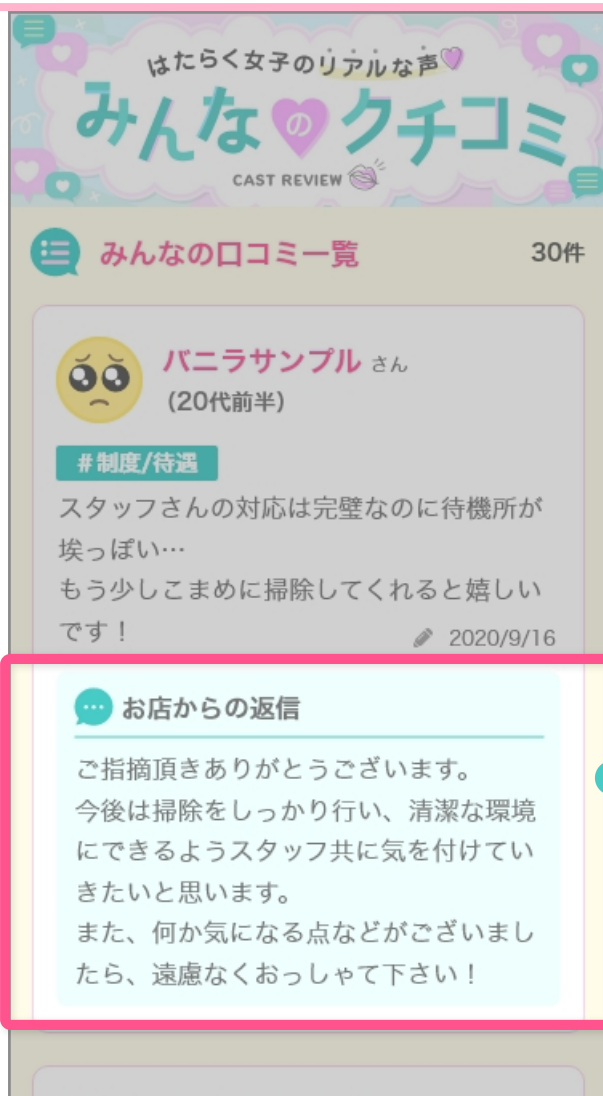 はたらく女子のリアルな声
みんなのクチコミ
CAST REVIEW
みんなの口コミ一覧 30件
バニラサンプル さん
(20代前半)
#制度/待遇
スタッフさんの対応は完璧なのに待機所が
埃っぽい…
もう少しこまめに掃除してくれると嬉しい
です！ 2020/9/16
お店からの返信
ご指摘頂きありがとうございます。
今後は掃除をしっかり行い、清潔な環境
にできるようスタッフ共に気を付けてい
きたいと思います。
また、何か気になる点などがございまし
たら、遠慮なくおっしゃて下さい！